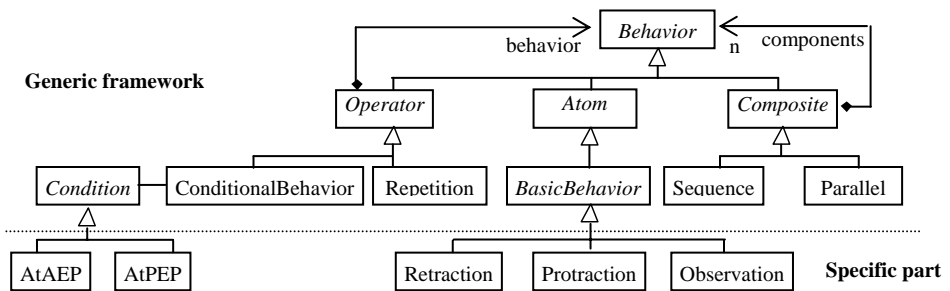 Behavior
behavior
n
components
Generic framework
Operator
Atom
Composite
Condition
ConditionalBehavior
Repetition
BasicBehavior
Sequence
Parallel
AtAEP
AtPEP
Retraction
Protraction
Observation
Specific part